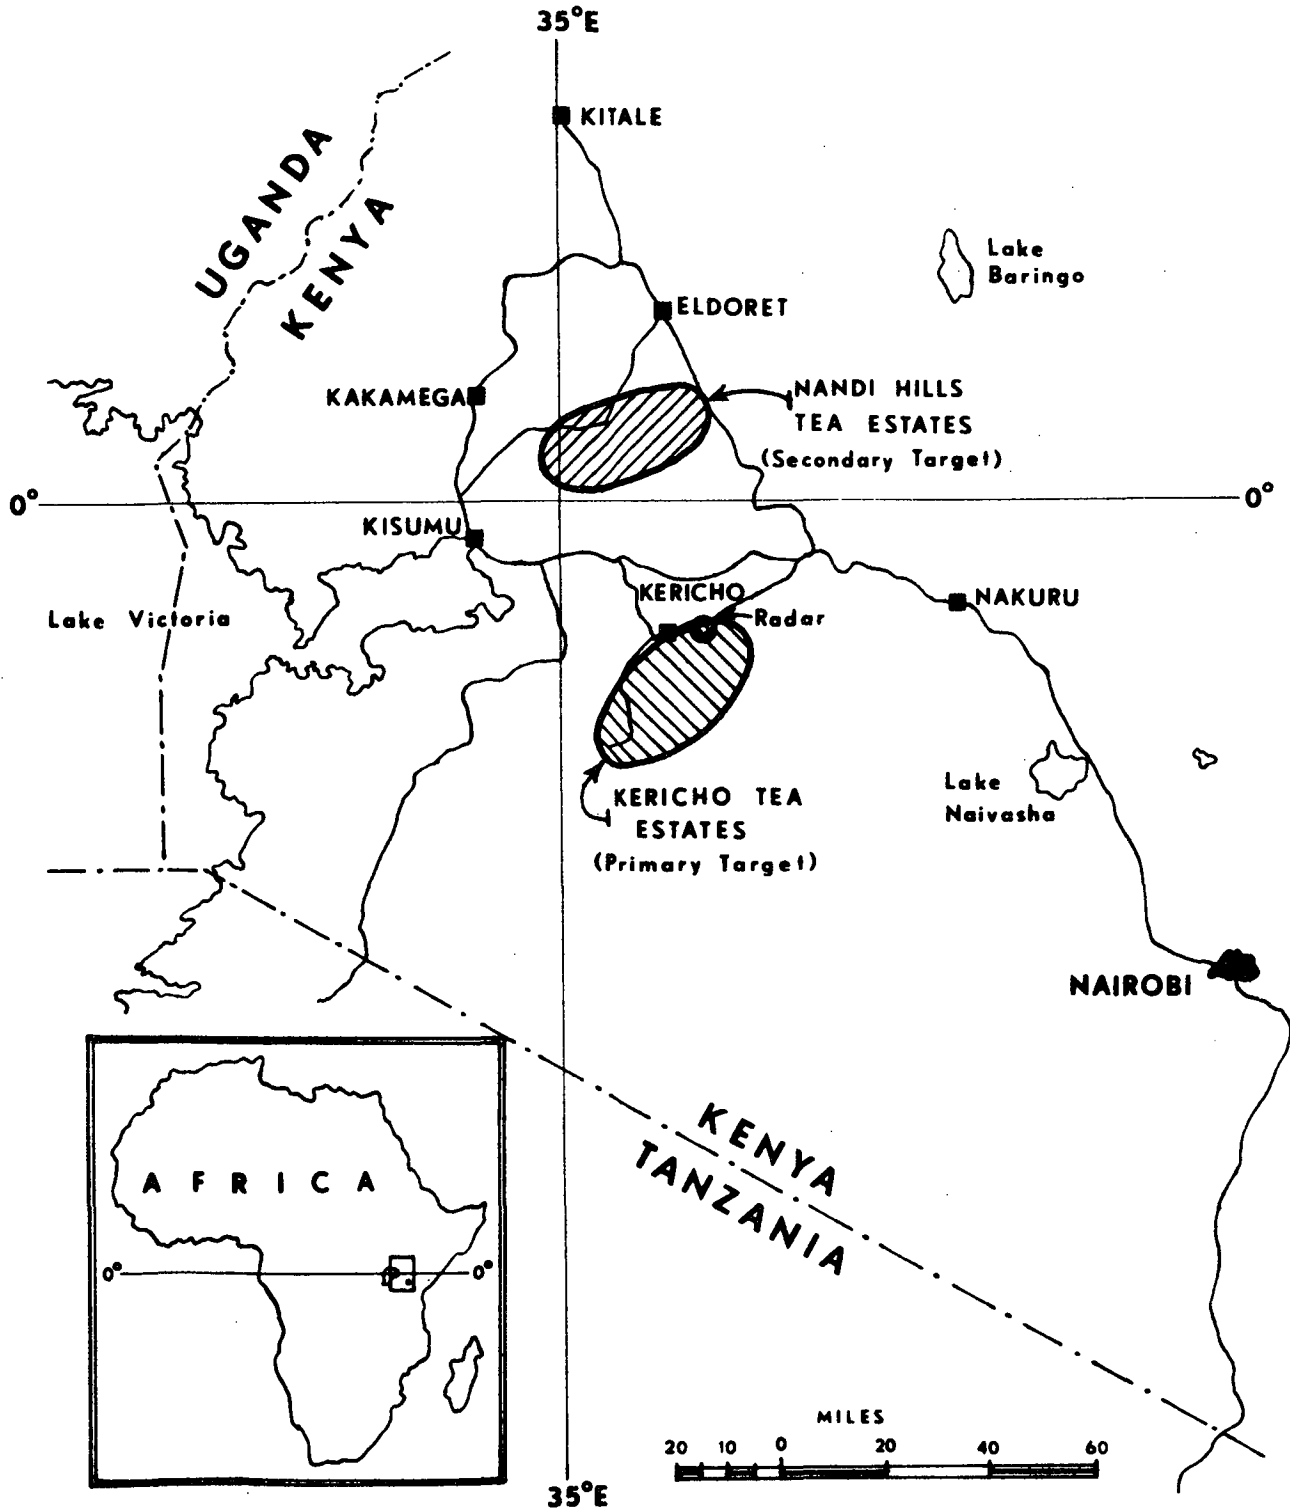 35°E
KITALE
UGANDA
KENYA
Lake
Baringo
ELDORET
KAKAMEGA
NANDI HILLS
TEA ESTATES
(Secondary Target)
0°
0°
KISUMU
KERICHO
NAKURU
Lake Victoria
Radar
Lake
Naivasha
KERICHO TEA
ESTATES
(Primary Target)
NAIROBI
KENYA
TANZANIA
AFRICA
0°
0°
MILES
20 10 0 20 40 60
35°E